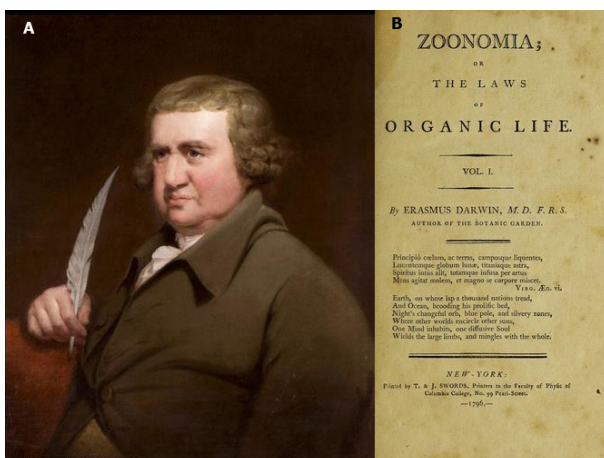 A
B
ZOONOMIA;
OR
THE LAWS
OF
ORGANIC LIFE.
VOL. I.
By ERASMUS DARWIN, M. D. F. R. S.
AUTHOR OF THE BOTANIC GARDEN.
Principiò cœlum, ac terras, camposque liquentes,
Lucentemque globum lunæ, titaniaque astra,
Spiritus intus alit, totamque infusa per artus
Mens agitat molem, et magno se corpore miscet.
VIRG. Æn. vi.
Earth, on whose lap a thousand nations tread,
And Ocean, brooding his prolific bed,
Night's changeful orb, blue pole, and silvery zones,
Where other worlds encircle other suns,
One Mind inhabits, one diffusive Soul
Wields the large limbs, and mingles with the whole.
NEW-YORK:
Printed by T. & J. SWORDS, Printers to the Faculty of Physic of
Columbia College, No. 99 Pearl-Street.
—1796.—